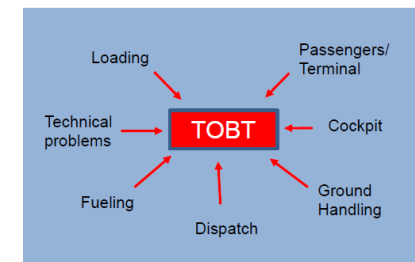 Loading
Passengers/
Terminal
Technical
problems
TOBT
Cockpit
Fueling
Dispatch
Ground
Handling